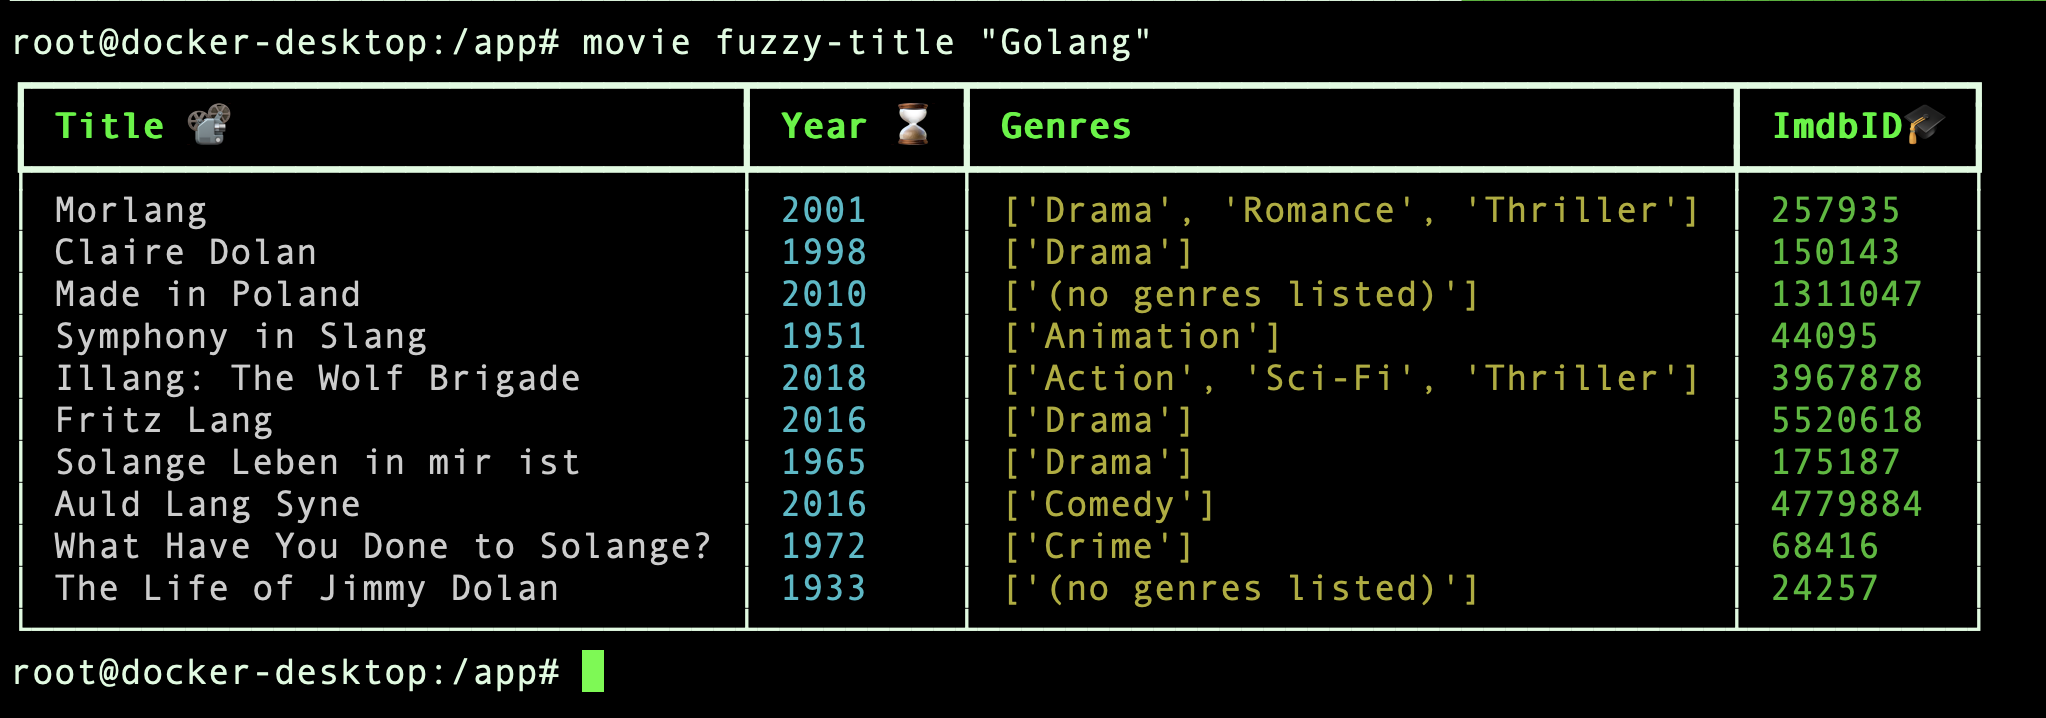 root@docker-desktop:/app# movie fuzzy-title "Golang"
Title 📽 Year ⏳ Genres ImdbID🎓
Morlang 2001 ['Drama', 'Romance', 'Thriller'] 257935
Claire Dolan 1998 ['Drama'] 150143
Made in Poland 2010 ['(no genres listed)'] 1311047
Symphony in Slang 1951 ['Animation'] 44095
Illang: The Wolf Brigade 2018 ['Action', 'Sci-Fi', 'Thriller'] 3967878
Fritz Lang 2016 ['Drama'] 5520618
Solange Leben in mir ist 1965 ['Drama'] 175187
Auld Lang Syne 2016 ['Comedy'] 4779884
What Have You Done to Solange? 1972 ['Crime'] 68416
The Life of Jimmy Dolan 1933 ['(no genres listed)'] 24257
root@docker-desktop:/app#